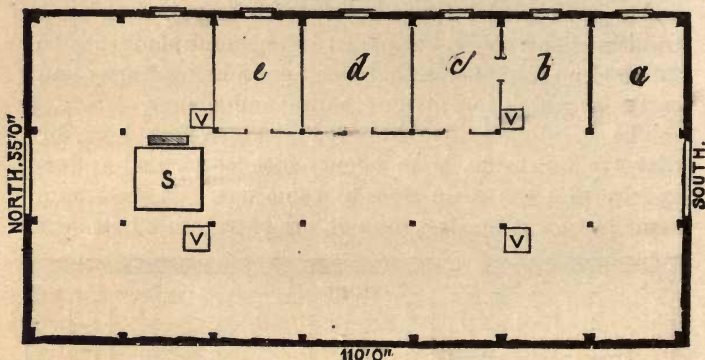 e d c b a
V V
S
NORTH. 55'0"
SOUTH.
V V
110'0"